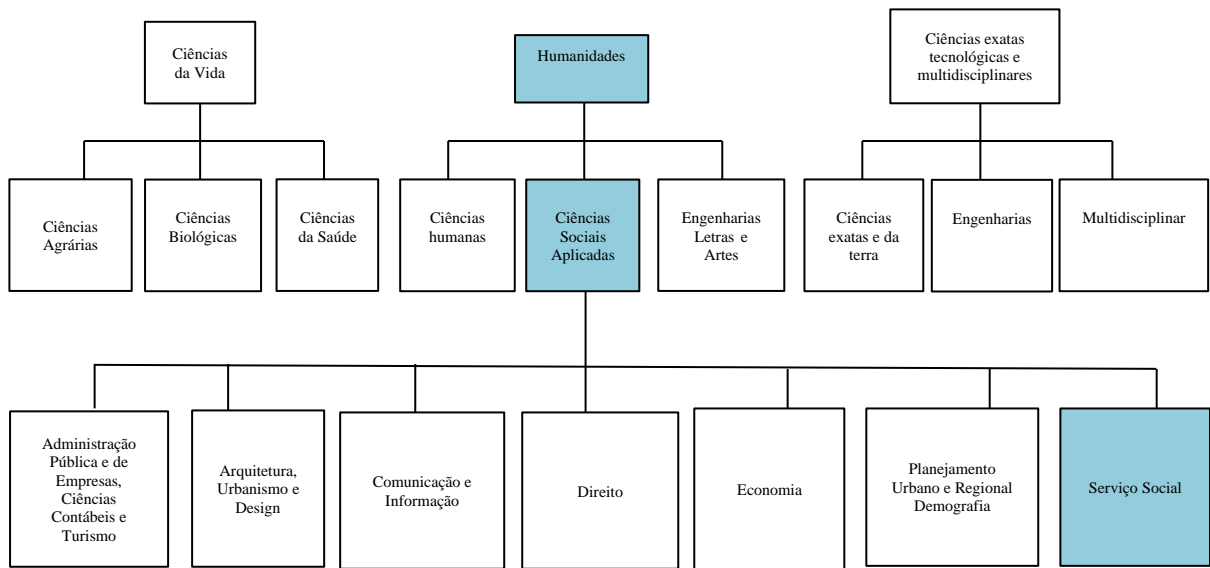 Ciências
da Vida
Humanidades
Ciências exatas
tecnológicas e
multidisciplinares
Ciências
Agrárias
Ciências
Biológicas
Ciências
da Saúde
Ciências
humanas
Ciências
Sociais
Aplicadas
Engenharias
Letras e
Artes
Ciências
exatas e da
terra
Engenharias
Multidisciplinar
Administração
Pública e de
Empresas,
Ciências
Contábeis e
Turismo
Arquitetura,
Urbanismo e
Design
Comunicação e
Informação
Direito
Economia
Planejamento
Urbano e Regional
Demografia
Serviço Social